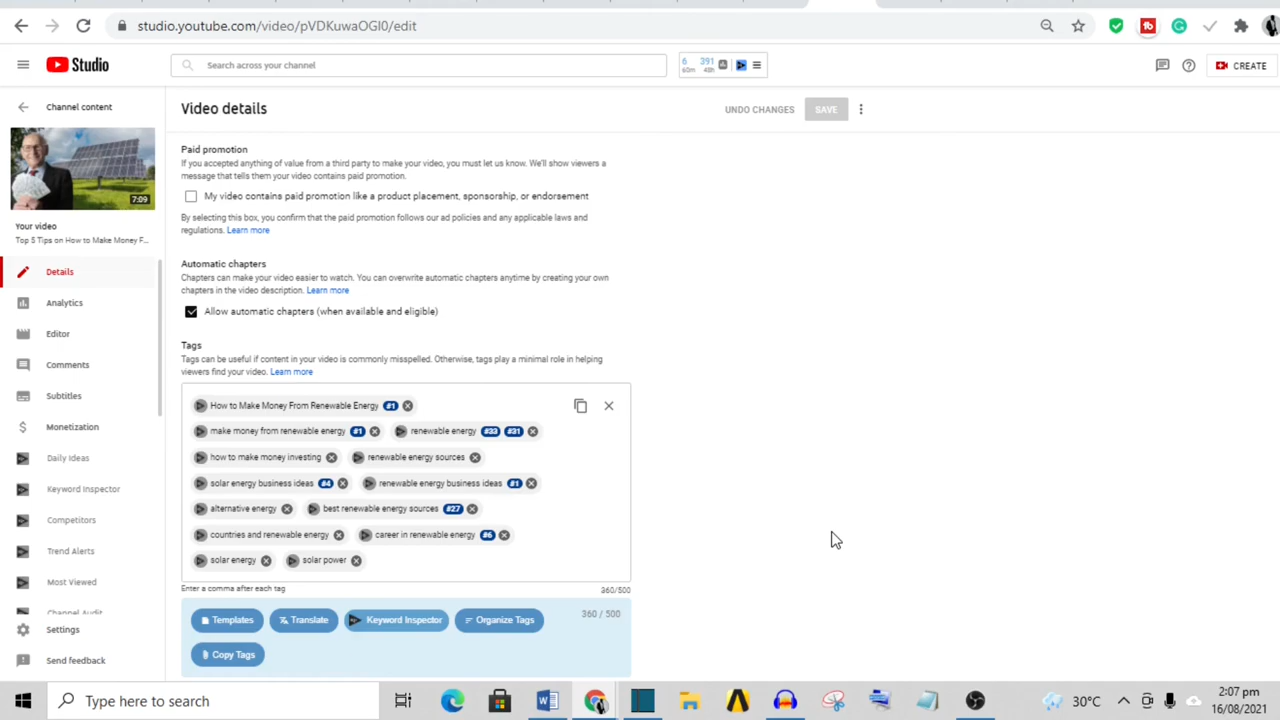 studio.youtube.com/video/pVDKuwaOGI0/edit
Studio
Search across your channel
6
60m
391
48h
CREATE
Channel content
Video details
UNDO CHANGES
SAVE
7:09
Your video
Top 5 Tips on How to Make Money F...
Details
Analytics
Editor
Comments
Subtitles
Monetization
Daily Ideas
Keyword Inspector
Competitors
Trend Alerts
Most Viewed
Channel Audit
Settings
Send feedback
Paid promotion
If you accepted anything of value from a third party to make your video, you must let us know. We'll show viewers a
message that tells them your video contains paid promotion.
My video contains paid promotion like a product placement, sponsorship, or endorsement
By selecting this box, you confirm that the paid promotion follows our ad policies and any applicable laws and
regulations. Learn more
Automatic chapters
Chapters can make your video easier to watch. You can overwrite automatic chapters anytime by creating your own
chapters in the video description. Learn more
Allow automatic chapters (when available and eligible)
Tags
Tags can be useful if content in your video is commonly misspelled. Otherwise, tags play a minimal role in helping
viewers find your video. Learn more
How to Make Money From Renewable Energy #1
make money from renewable energy #1 renewable energy #33 #31
how to make money investing renewable energy sources
solar energy business ideas #4 renewable energy business ideas #1
alternative energy best renewable energy sources #27
countries and renewable energy career in renewable energy #6
solar energy solar power
Enter a comma after each tag 360/500
Templates Translate Keyword Inspector Organize Tags 360 / 500
Copy Tags
Type here to search
30°C
2:07 pm
16/08/2021